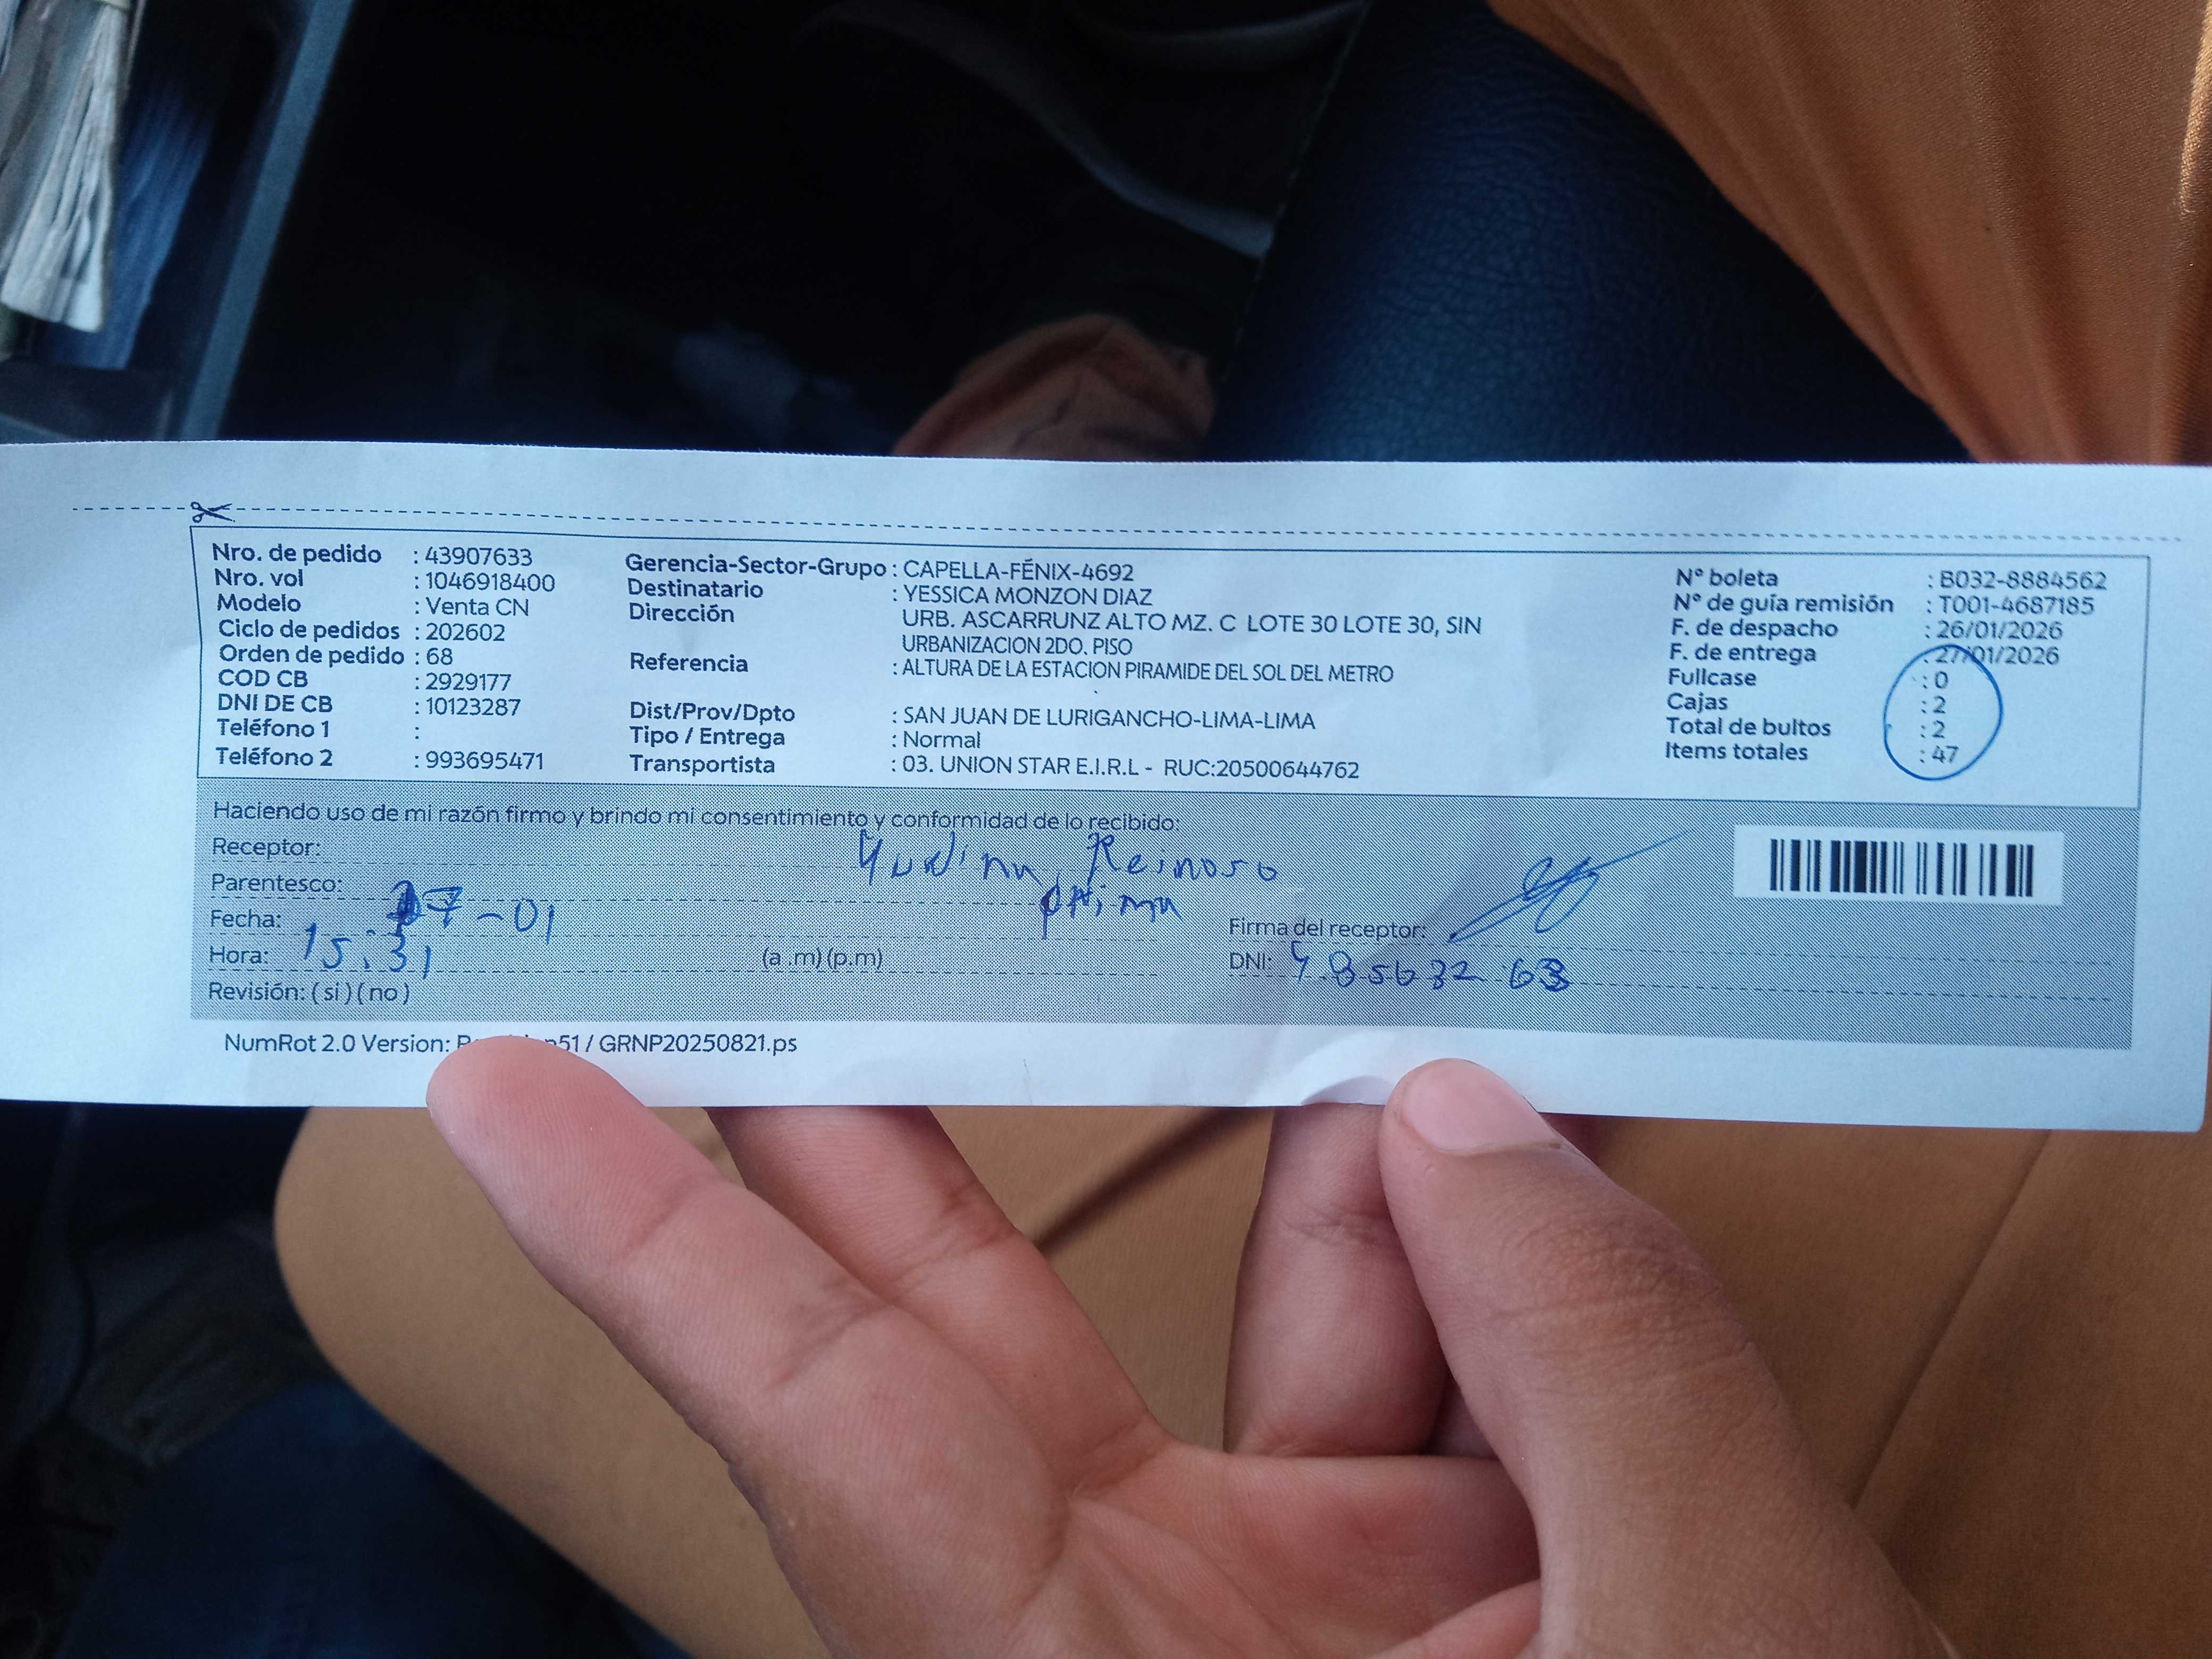 Nro. de pedido : 43907633
Nro. vol : 1046918400
Modelo : Venta CN
Ciclo de pedidos : 202602
Orden de pedido : 68
COD CB : 2929177
DNI DE CB : 10123287
Teléfono 1 :
Teléfono 2 : 993695471
Gerencia-Sector-Grupo : CAPELLA-FÉNIX-4692
Destinatario : YESSICA MONZON DIAZ
Dirección URB. ASCARRUNZ ALTO MZ. C LOTE 30 LOTE 30, SIN
URBANIZACION 2DO. PISO
Referencia : ALTURA DE LA ESTACION PIRAMIDE DEL SOL DEL METRO
Dist/Prov/Dpto : SAN JUAN DE LURIGANCHO-LIMA-LIMA
Tipo / Entrega : Normal
Transportista : 03. UNION STAR E.I.R.L - RUC:20500644762
N° boleta : B032-8884562
N° de guía remisión : T001-4687185
F. de despacho : 26/01/2026
F. de entrega : 27/01/2026
Fullcase : 0
Cajas : 2
Total de bultos : 2
Items totales : 47
Haciendo uso de mi razón firmo y brindo mi consentimiento y conformidad de lo recibido:
Receptor: Reinoso
Parentesco:
Fecha: 27-01
Hora: 15:31 (a .m) (p.m)
Revisión: ( si ) ( no )
Firma del receptor:
DNI:
NumRot 2.0 Version: 51 / GRNP20250821.ps